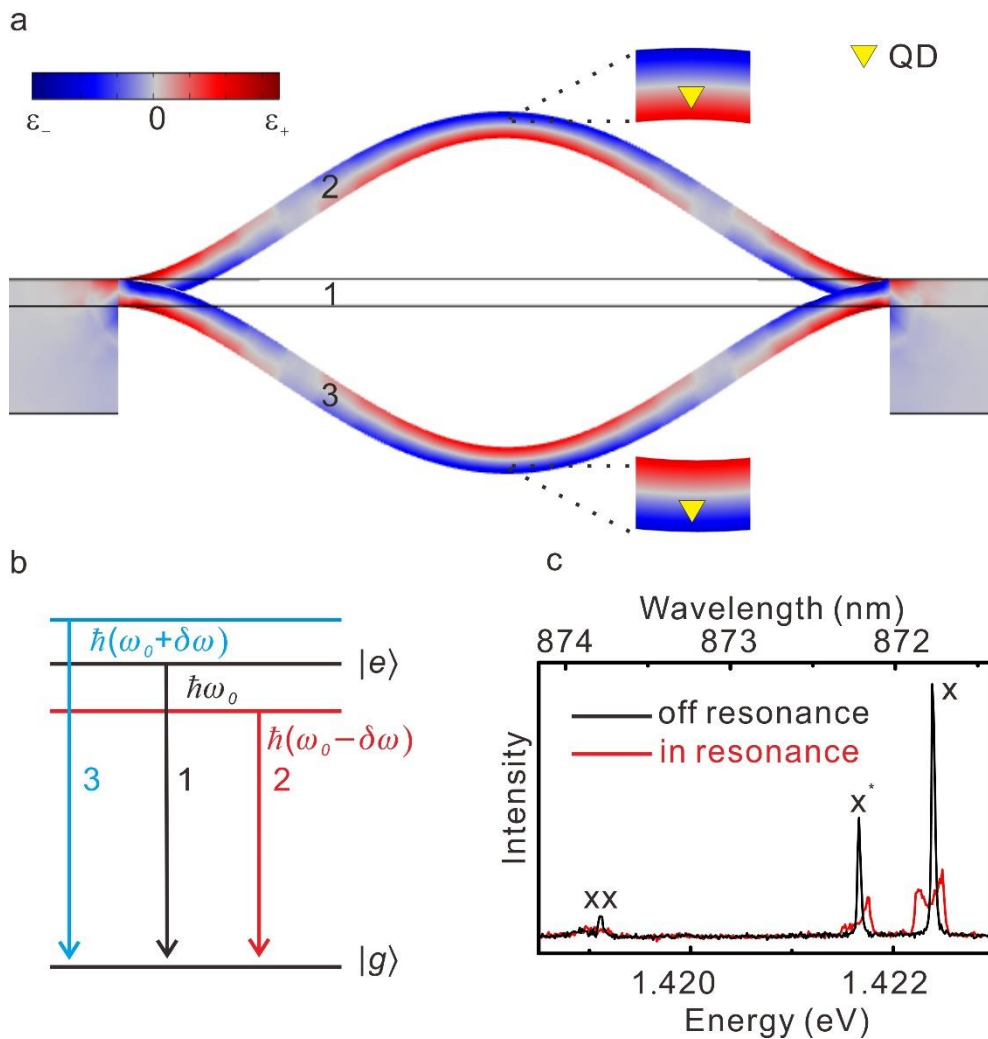 a
QD
ε₋ 0 ε₊
2
1
3
b
ħ(ω₀+δω)
|e⟩
ħω₀
ħ(ω₀−δω)
3 1 2
|g⟩
c
Wavelength (nm)
874 873 872
x
off resonance
in resonance
x*
xx
Intensity
1.420 1.422
Energy (eV)